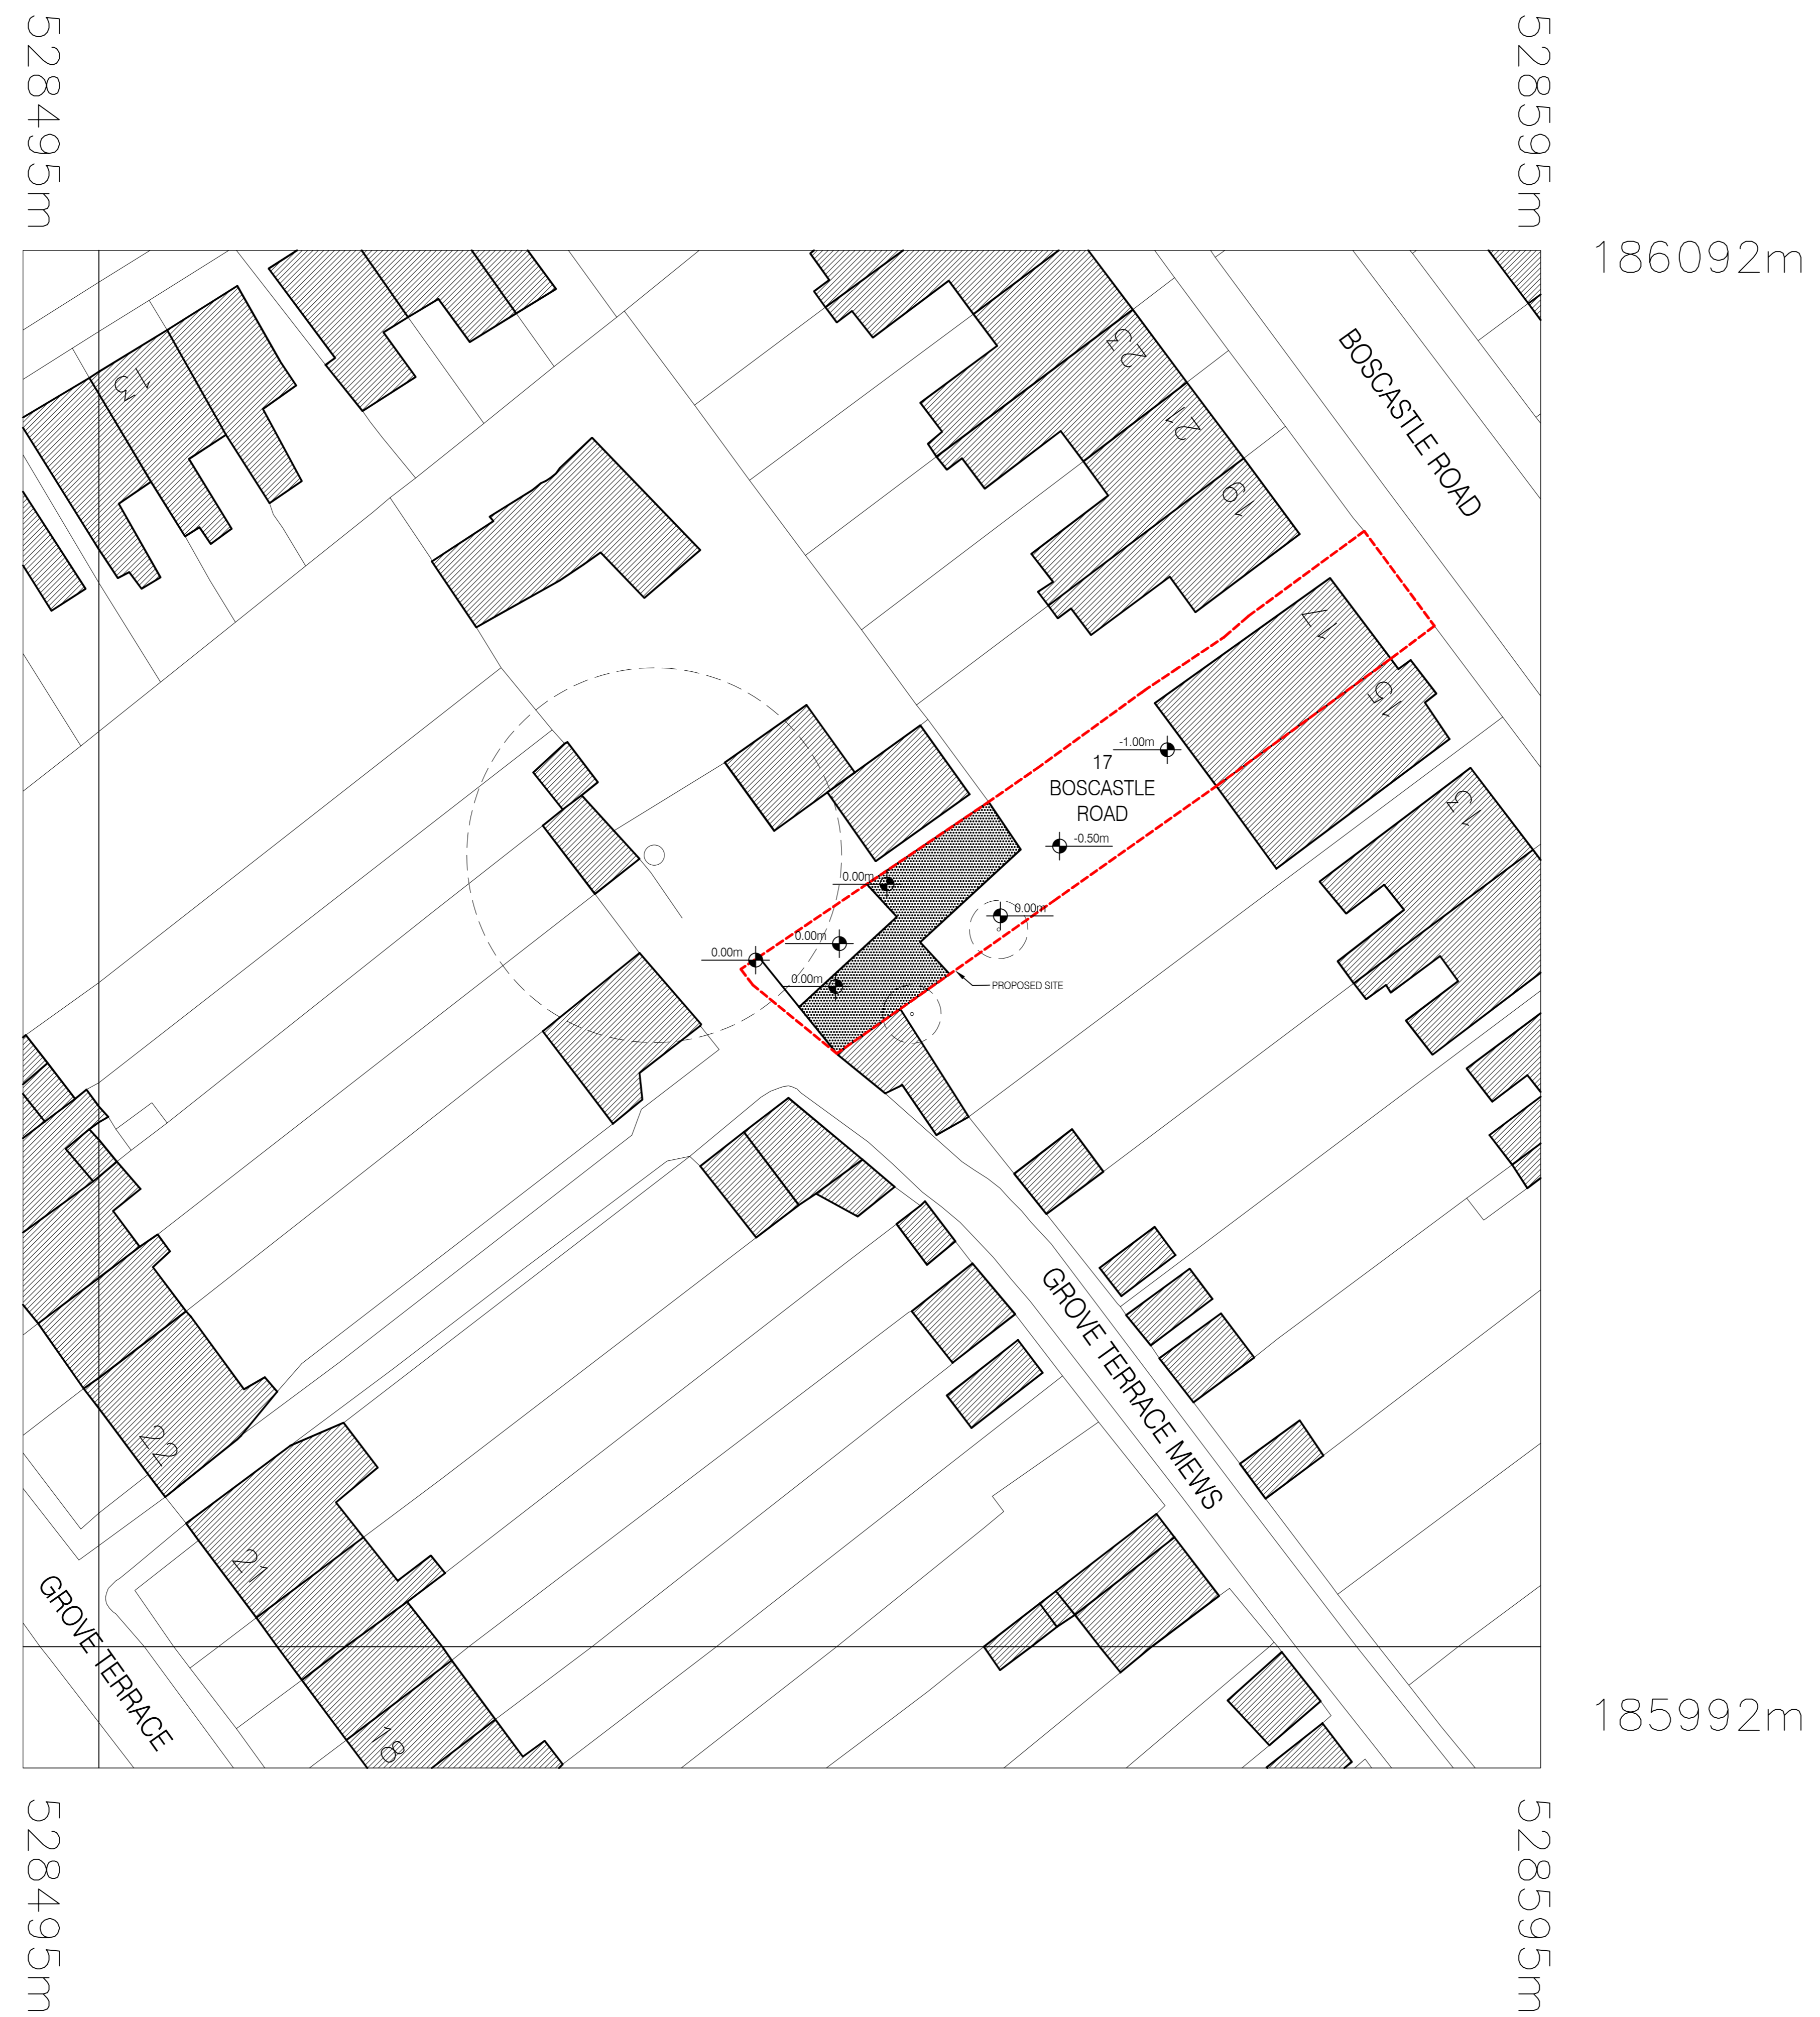 528495m
528595m
186092m
BOSCASTLE ROAD
23
13
21
19
17
15
-1.00m
17
BOSCASTLE
ROAD
13
-0.50m
0.00m
0.00m
0.00m
0.00m
0.00m
PROPOSED SITE
GROVE TERRACE MEWS
22
21
GROVE TERRACE
18
185992m
528495m
528595m